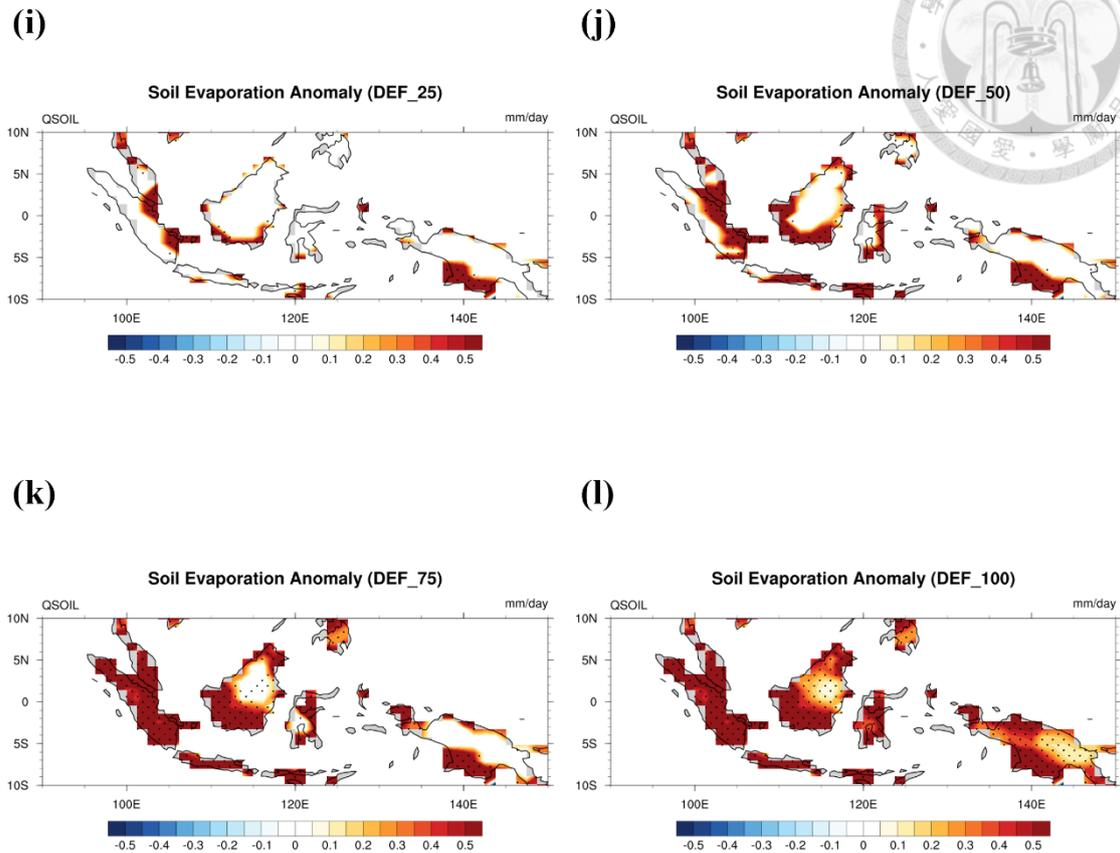 (i)
Soil Evaporation Anomaly (DEF_25)
QSOIL mm/day
10N
5N
0
5S
10S
100E 120E 140E
-0.5 -0.4 -0.3 -0.2 -0.1 0 0.1 0.2 0.3 0.4 0.5
(j)
Soil Evaporation Anomaly (DEF_50)
QSOIL mm/day
10N
5N
0
5S
10S
100E 120E 140E
-0.5 -0.4 -0.3 -0.2 -0.1 0 0.1 0.2 0.3 0.4 0.5
愛 國 愛 學 勵
(k)
Soil Evaporation Anomaly (DEF_75)
QSOIL mm/day
10N
5N
0
5S
10S
100E 120E 140E
-0.5 -0.4 -0.3 -0.2 -0.1 0 0.1 0.2 0.3 0.4 0.5
(l)
Soil Evaporation Anomaly (DEF_100)
QSOIL mm/day
10N
5N
0
5S
10S
100E 120E 140E
-0.5 -0.4 -0.3 -0.2 -0.1 0 0.1 0.2 0.3 0.4 0.5